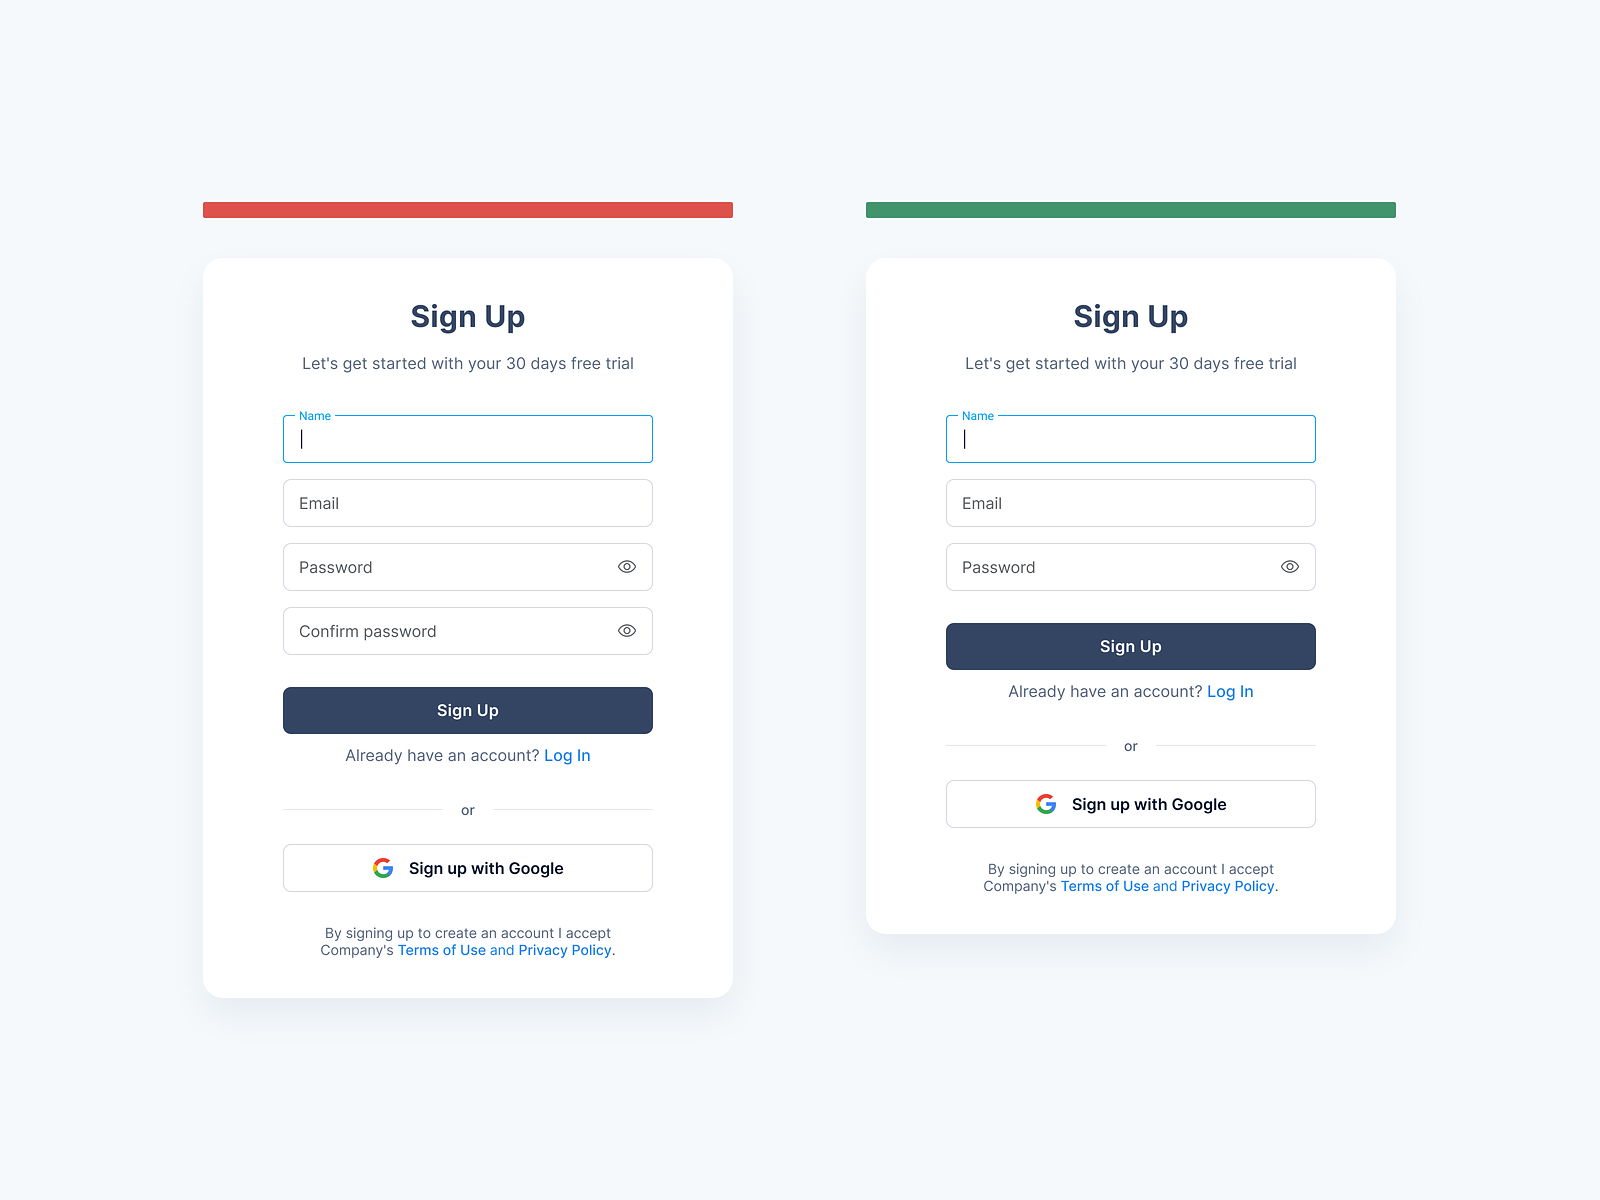 Sign Up
Let's get started with your 30 days free trial
Name
Email
Password
Confirm password
Sign Up
Already have an account? Log In
or
Sign up with Google
By signing up to create an account I accept
Company's Terms of Use and Privacy Policy.
Sign Up
Let's get started with your 30 days free trial
Name
Email
Password
Sign Up
Already have an account? Log In
or
Sign up with Google
By signing up to create an account I accept
Company's Terms of Use and Privacy Policy.